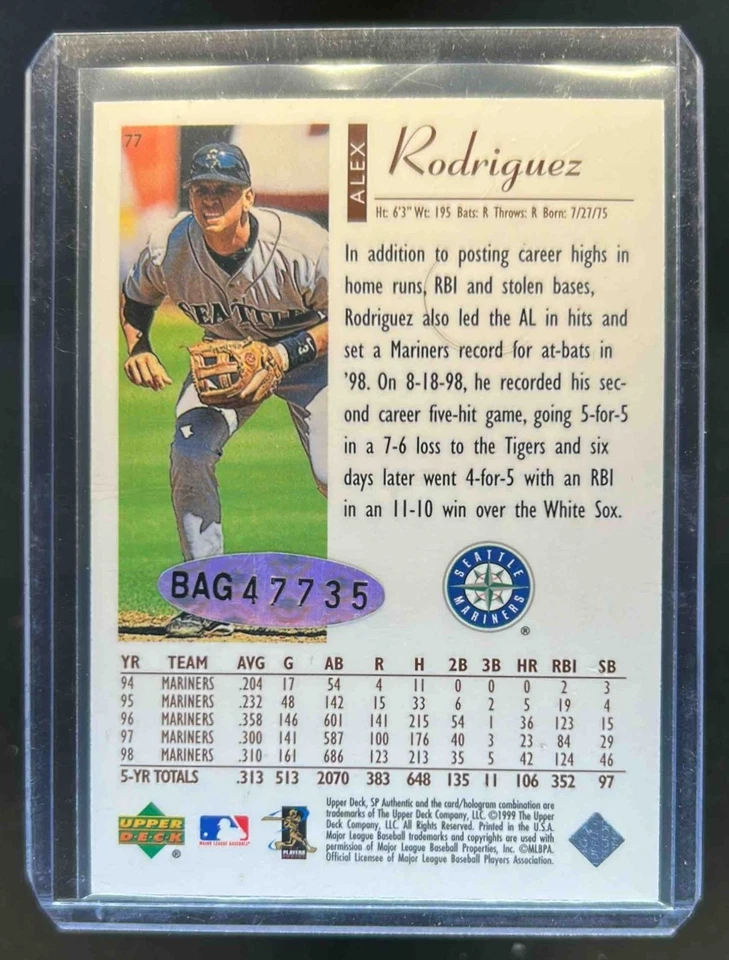 77
ALEX
Rodriguez
Ht: 6'3" Wt: 195 Bats: R Throws: R Born: 7/27/75
In addition to posting career highs in
home runs, RBI and stolen bases,
Rodriguez also led the AL in hits and
set a Mariners record for at-bats in
'98. On 8-18-98, he recorded his sec-
ond career five-hit game, going 5-for-5
in a 7-6 loss to the Tigers and six
days later went 4-for-5 with an RBI
in an 11-10 win over the White Sox.
SEATTLE
3
BAG47735
SEATTLE
MARINERS
®
YR TEAM AVG G AB R H 2B 3B HR RBI SB
94 MARINERS .204 17 54 4 11 0 0 0 2 3
95 MARINERS .232 48 142 15 33 6 2 5 19 4
96 MARINERS .358 146 601 141 215 54 1 36 123 15
97 MARINERS .300 141 587 100 176 40 3 23 84 29
98 MARINERS .310 161 686 123 213 35 5 42 124 46
5-YR TOTALS .313 513 2070 383 648 135 11 106 352 97
UPPER
DECK
®
MAJOR LEAGUE BASEBALL
PLAYERS
Upper Deck, SP Authentic and the card/hologram combination are
trademarks of The Upper Deck Company, LLC. ©1999 The Upper
Deck Company, LLC. All Rights Reserved. Printed in the U.S.A.
Major League Baseball trademarks and copyrights are used with
permission of Major League Baseball Properties, Inc. ©MLBPA.
Official Licensee of Major League Baseball Players Association.